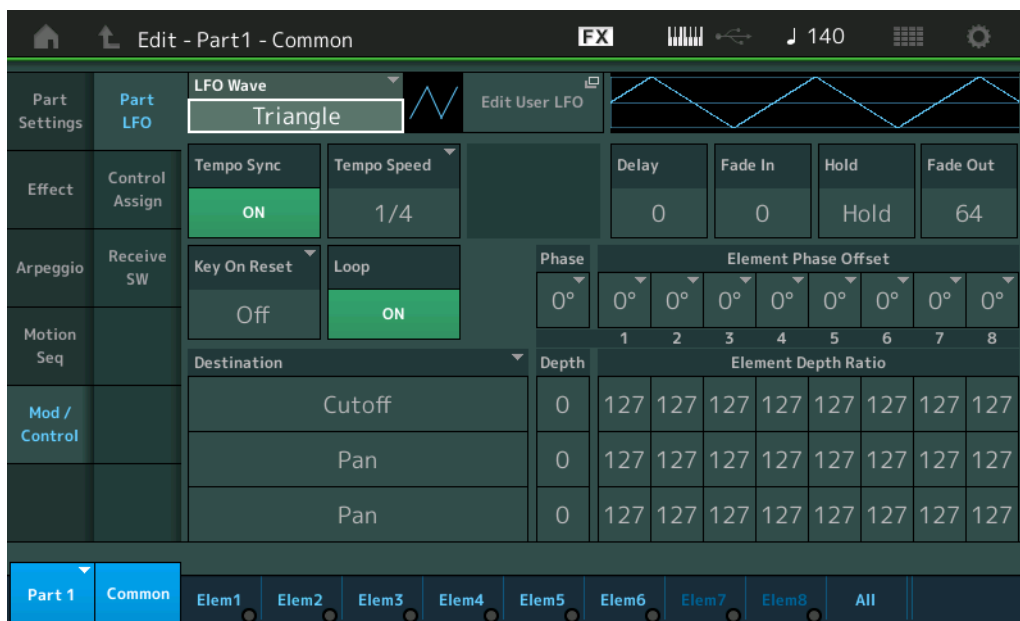 Edit - Part1 - Common FX 140
Part Settings
Effect
Arpeggio
Motion Seq
Mod / Control
Part LFO
Control Assign
Receive SW
LFO Wave
Triangle
Edit User LFO
Tempo Sync
ON
Tempo Speed
1/4
Delay
0
Fade In
0
Hold
Hold
Fade Out
64
Key On Reset
Off
Loop
ON
Phase
0°
Element Phase Offset
0° 0° 0° 0° 0° 0° 0° 0°
1 2 3 4 5 6 7 8
Destination Depth Element Depth Ratio
Cutoff 0 127 127 127 127 127 127 127 127
Pan 0 127 127 127 127 127 127 127 127
Pan 0 127 127 127 127 127 127 127 127
Part 1 Common Elem1 Elem2 Elem3 Elem4 Elem5 Elem6 Elem7 Elem8 All